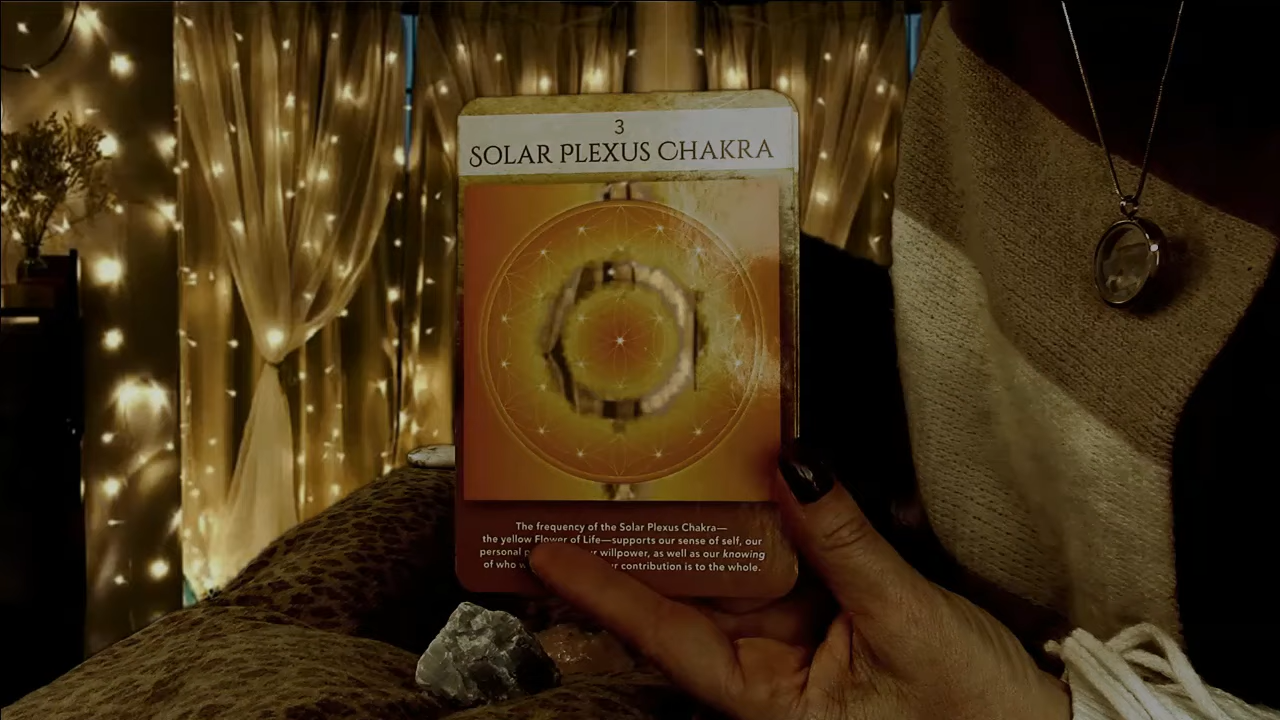 3
SOLAR PLEXUS CHAKRA
The frequency of the Solar Plexus Chakra—
the yellow Flower of Life—supports our sense of self, our
personal willpower, as well as our knowing
of who contribution is to the whole.